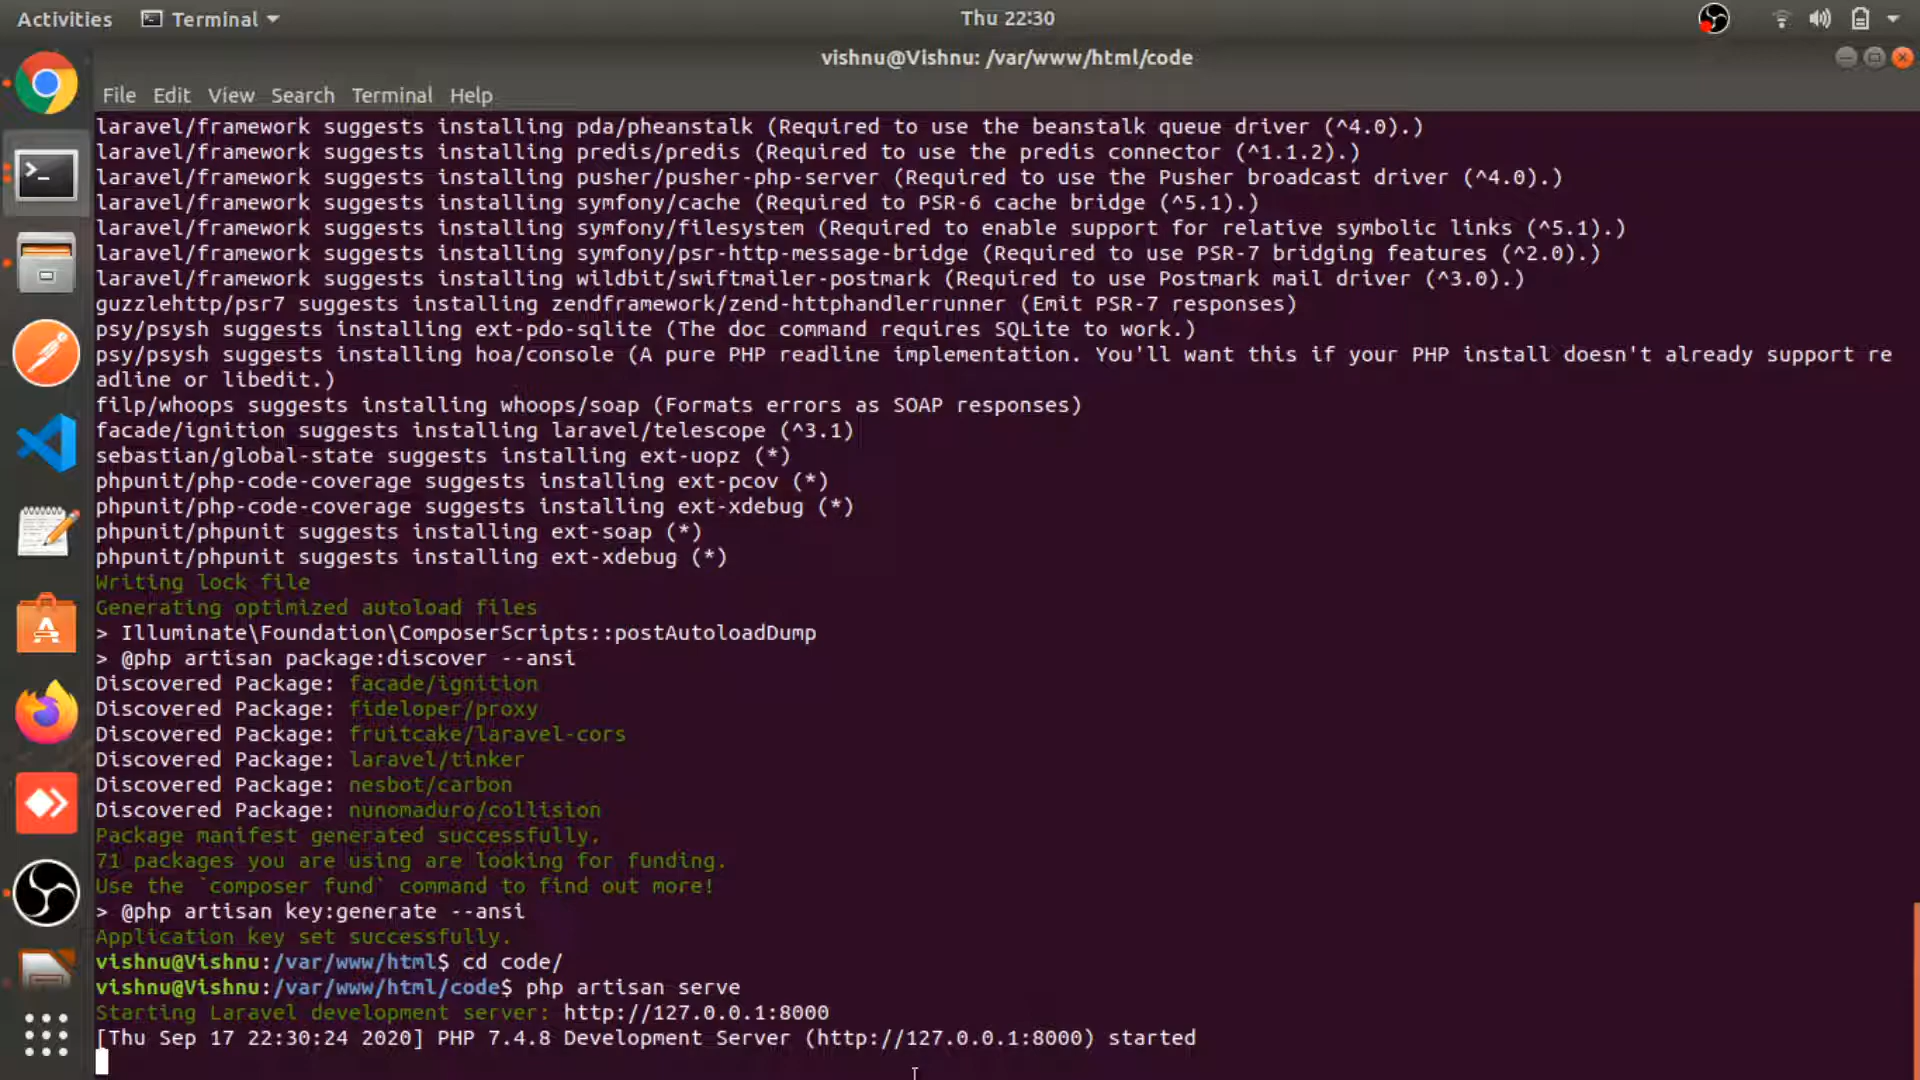 Activities Terminal Thu 22:30
vishnu@Vishnu: /var/www/html/code
File Edit View Search Terminal Help
laravel/framework suggests installing pda/pheanstalk (Required to use the beanstalk queue driver (^4.0).)
laravel/framework suggests installing predis/predis (Required to use the predis connector (^1.1.2).)
laravel/framework suggests installing pusher/pusher-php-server (Required to use the Pusher broadcast driver (^4.0).)
laravel/framework suggests installing symfony/cache (Required to PSR-6 cache bridge (^5.1).)
laravel/framework suggests installing symfony/filesystem (Required to enable support for relative symbolic links (^5.1).)
laravel/framework suggests installing symfony/psr-http-message-bridge (Required to use PSR-7 bridging features (^2.0).)
laravel/framework suggests installing wildbit/swiftmailer-postmark (Required to use Postmark mail driver (^3.0).)
guzzlehttp/psr7 suggests installing zendframework/zend-httphandlerrunner (Emit PSR-7 responses)
psy/psysh suggests installing ext-pdo-sqlite (The doc command requires SQLite to work.)
psy/psysh suggests installing hoa/console (A pure PHP readline implementation. You'll want this if your PHP install doesn't already support re
adline or libedit.)
filp/whoops suggests installing whoops/soap (Formats errors as SOAP responses)
facade/ignition suggests installing laravel/telescope (^3.1)
sebastian/global-state suggests installing ext-uopz (*)
phpunit/php-code-coverage suggests installing ext-pcov (*)
phpunit/php-code-coverage suggests installing ext-xdebug (*)
phpunit/phpunit suggests installing ext-soap (*)
phpunit/phpunit suggests installing ext-xdebug (*)
Writing lock file
Generating optimized autoload files
> Illuminate\Foundation\ComposerScripts::postAutoloadDump
> @php artisan package:discover --ansi
Discovered Package: facade/ignition
Discovered Package: fideloper/proxy
Discovered Package: fruitcake/laravel-cors
Discovered Package: laravel/tinker
Discovered Package: nesbot/carbon
Discovered Package: nunomaduro/collision
Package manifest generated successfully.
71 packages you are using are looking for funding.
Use the `composer fund` command to find out more!
> @php artisan key:generate --ansi
Application key set successfully.
vishnu@Vishnu:/var/www/html$ cd code/
vishnu@Vishnu:/var/www/html/code$ php artisan serve
Starting Laravel development server: http://127.0.0.1:8000
[Thu Sep 17 22:30:24 2020] PHP 7.4.8 Development Server (http://127.0.0.1:8000) started